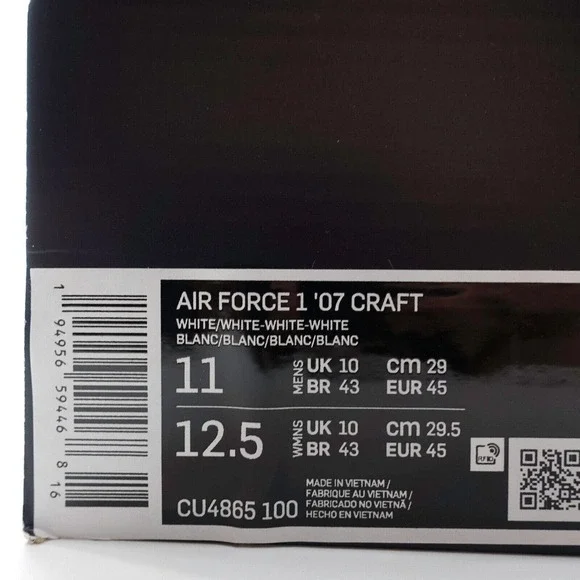 AIR FORCE 1 '07 CRAFT
WHITE/WHITE-WHITE-WHITE
BLANC/BLANC/BLANC/BLANC
11 MENS UK 10 cm 29
BR 43 EUR 45
12.5 WMNS UK 10 cm 29.5
BR 43 EUR 45
RFID
CU4865 100
MADE IN VIETNAM /
FABRIQUE AU VIETNAM /
FABRICADO NO VIETNÃ /
HECHO EN VIETNAM
1 94956 59446 8 16